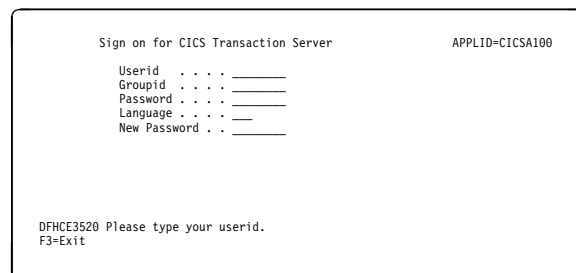 Sign on for CICS Transaction Server APPLID=CICSA100
Userid . . . . ________
Groupid . . . . ________
Password . . . . ________
Language . . . . ___
New Password . . ________
DFHCE3520 Please type your userid.
F3=Exit